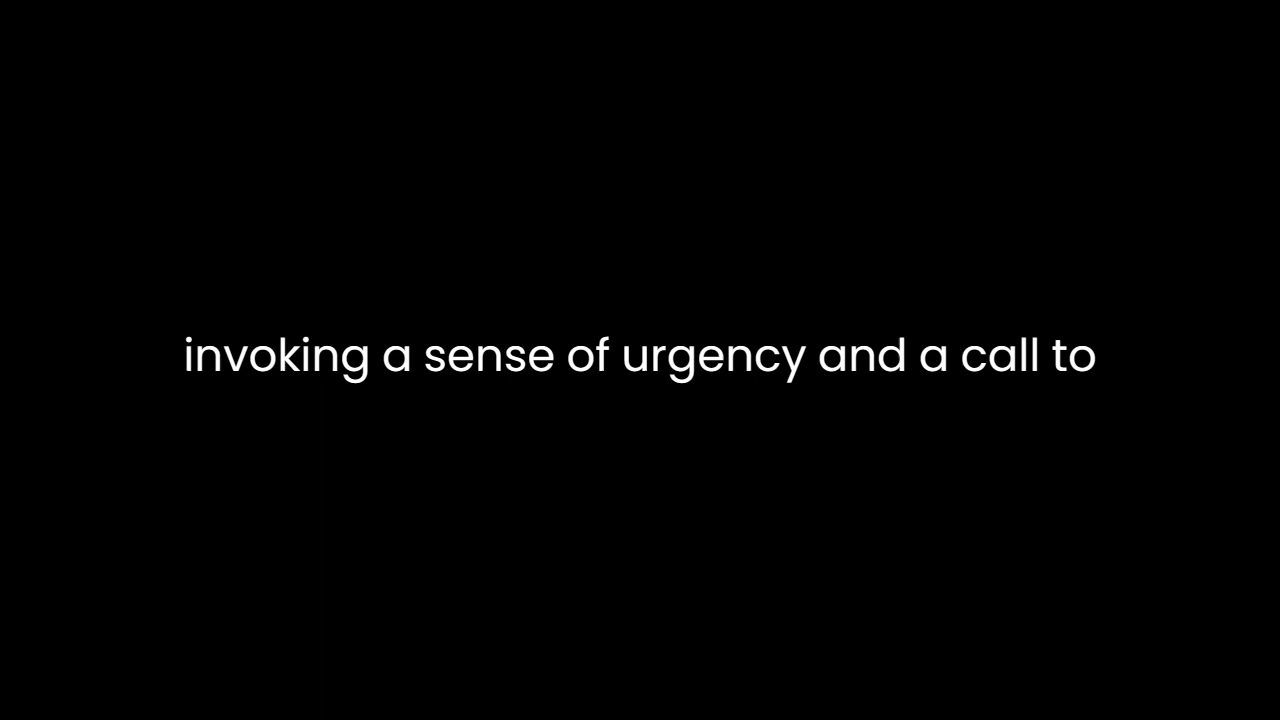 invoking a sense of urgency and a call to